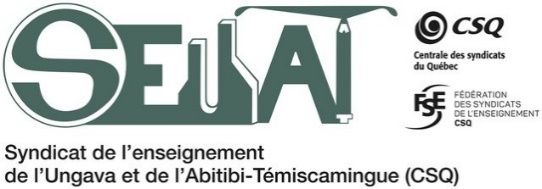 SEUAT
CSQ
Centrale des syndicats
du Québec
FSE
FÉDÉRATION
DES SYNDICATS
DE L'ENSEIGNEMENT
CSQ
Syndicat de l'enseignement
de l'Ungava et de l'Abitibi-Témiscamingue (CSQ)